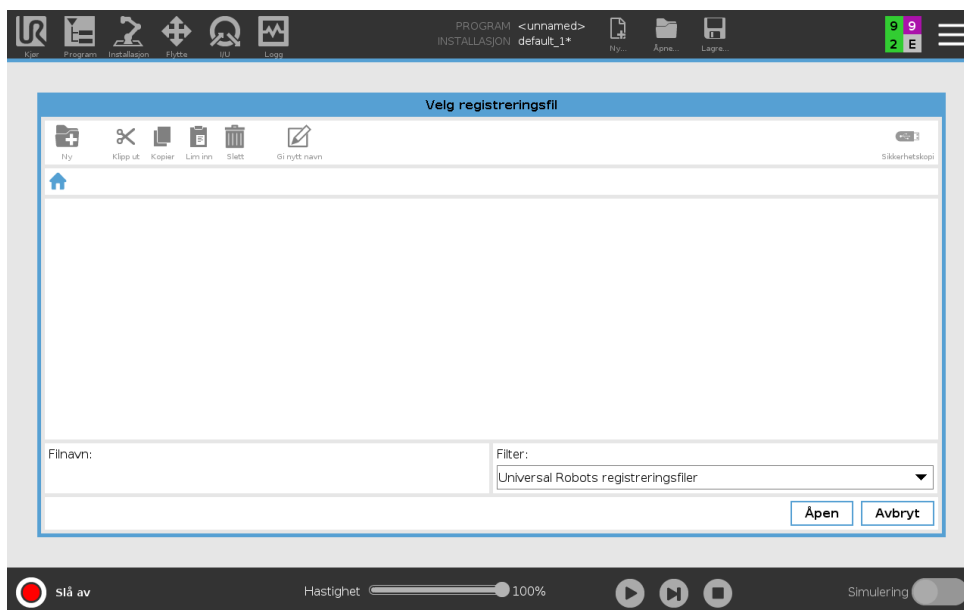 PROGRAM <unnamed>
INSTALLASJON default_1*
Kjør Program Installasjon Flytte I/U Logg
Ny... Åpne... Lagre...
9 9
2 E
Velg registreringsfil
Ny Klipp ut Kopier Lim inn Slett Gi nytt navn Sikkerhetskopi
Filnavn: Filter:
Universal Robots registreringsfiler
Åpen Avbryt
Slå av Hastighet 100% Simulering